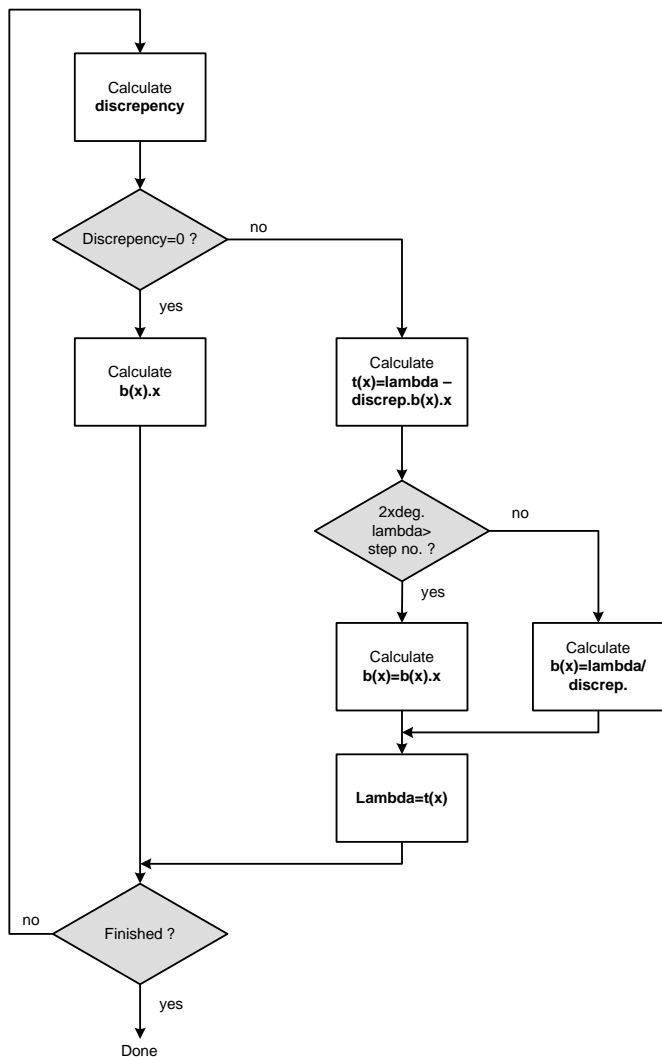 Calculate
discrepency
Discrepency=0 ?
no
yes
Calculate
b(x).x
Calculate
t(x)=lambda –
discrep.b(x).x
2xdeg.
lambda>
step no. ?
no
yes
Calculate
b(x)=b(x).x
Calculate
b(x)=lambda/
discrep.
Lambda=t(x)
no
Finished ?
yes
Done